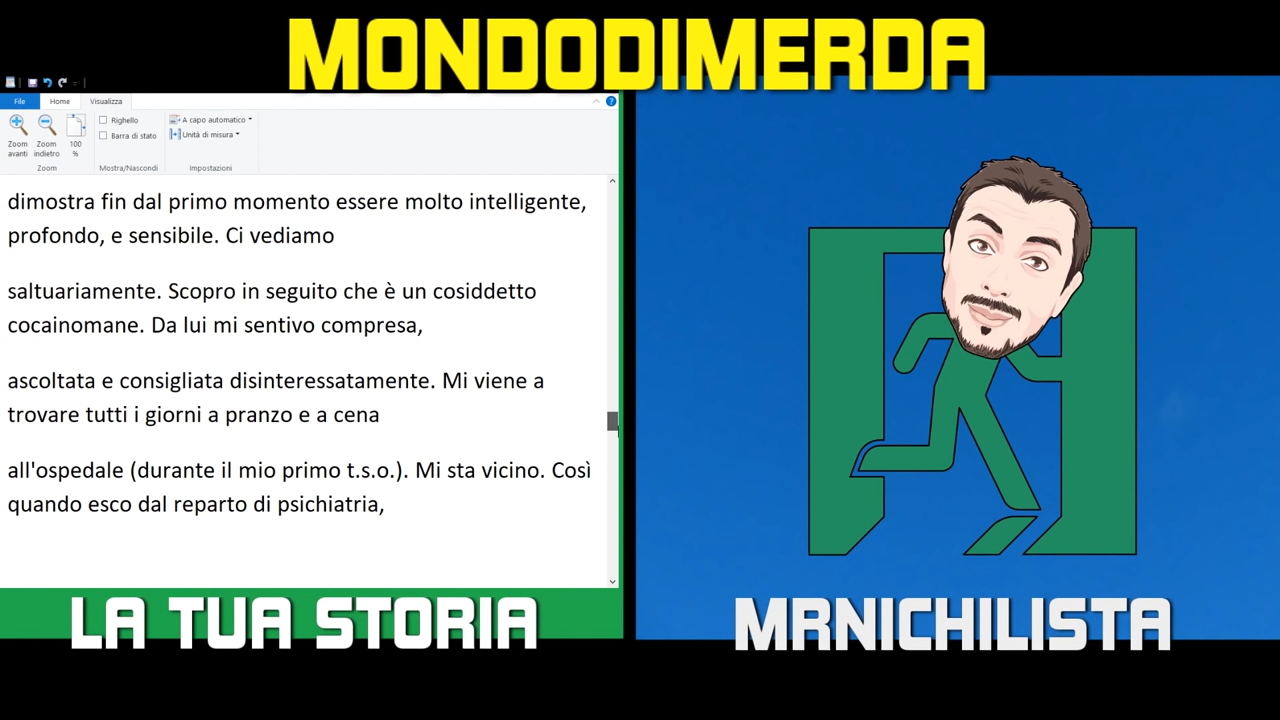 MONDODIMERDA
File Home Visualizza
Zoom avanti
Zoom indietro
100 %
Righello
Barra di stato
A capo automatico
Unità di misura
Zoom
Mostra/Nascondi
Impostazioni
dimostra fin dal primo momento essere molto intelligente,
profondo, e sensibile. Ci vediamo
saltuariamente. Scopro in seguito che è un cosiddetto
cocainomane. Da lui mi sentivo compresa,
ascoltata e consigliata disinteressatamente. Mi viene a
trovare tutti i giorni a pranzo e a cena
all'ospedale (durante il mio primo t.s.o.). Mi sta vicino. Così
quando esco dal reparto di psichiatria,
LA TUA STORIA
MRNICHILISTA